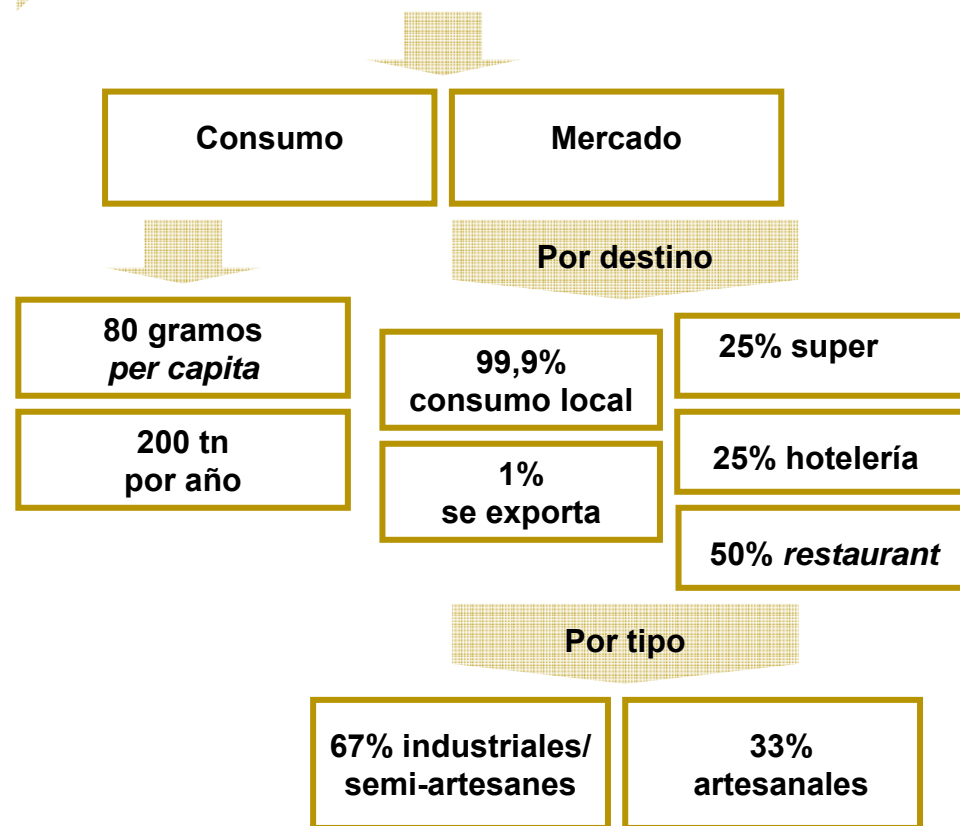 Consumo
Mercado
Por destino
80 gramos
per capita
200 tn
por año
99,9%
consumo local
1%
se exporta
25% super
25% hotelería
50% restaurant
Por tipo
67% industriales/
semi-artesanes
33%
artesanales